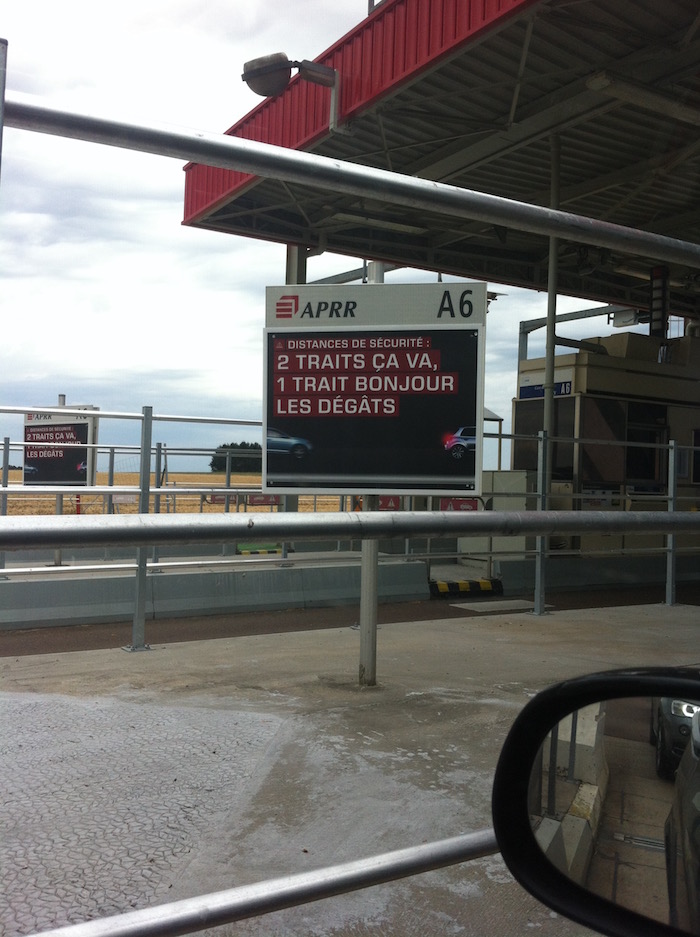 APRR A6
DISTANCES DE SÉCURITÉ :
2 TRAITS ÇA VA,
1 TRAIT BONJOUR
LES DÉGÂTS
APRR
2 TRAITS ÇA VA,
LES DÉGÂTS
A6